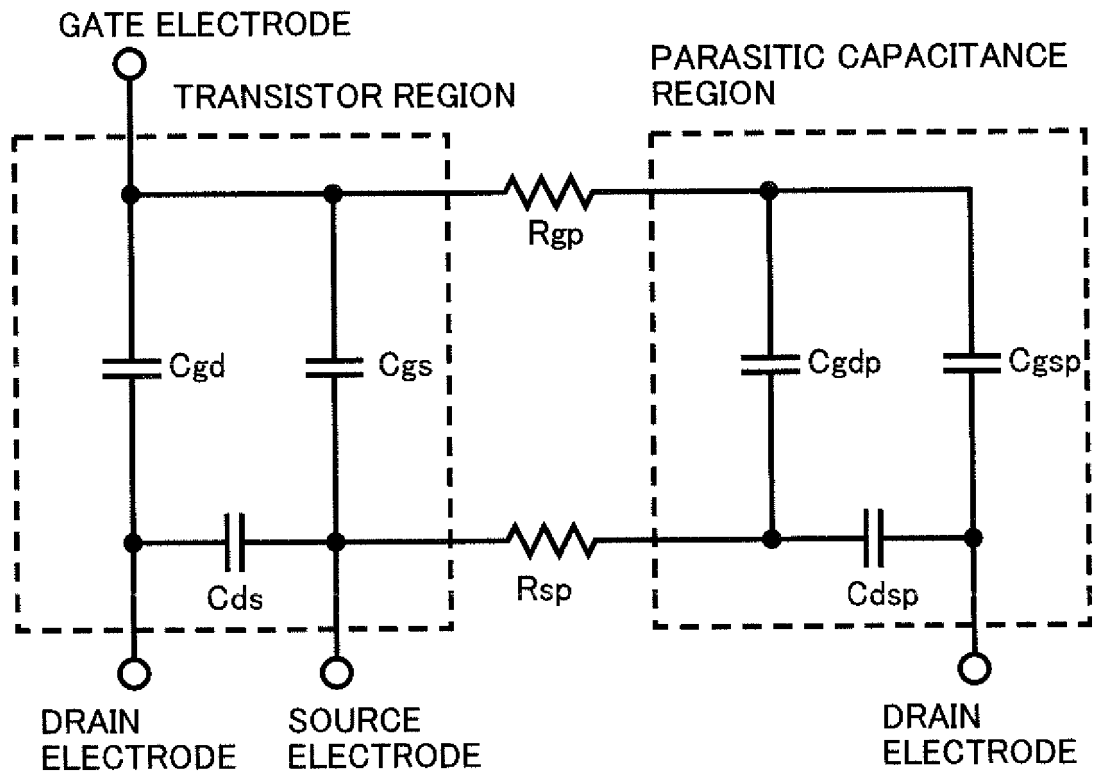 GATE ELECTRODE
PARASITIC CAPACITANCE
REGION
TRANSISTOR REGION
Rgp
Cgd
Cgs
Cgdp
Cgsp
Cds
Rsp
Cdsp
DRAIN
ELECTRODE
SOURCE
ELECTRODE
DRAIN
ELECTRODE